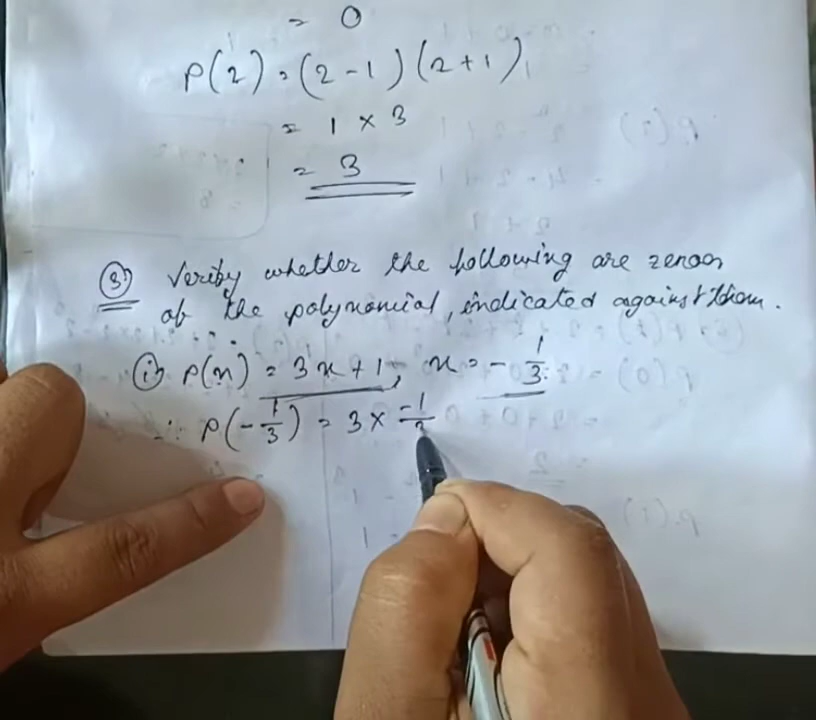 = 0
P(2) = (2-1)(2+1)
= 1 × 3
= 3
③ Verify whether the following are zeroes
of the polynomial, indicated against them.
(i) P(x) = 3x+1, x = -1/3.
∴ P(-1/3) = 3 × -1/3